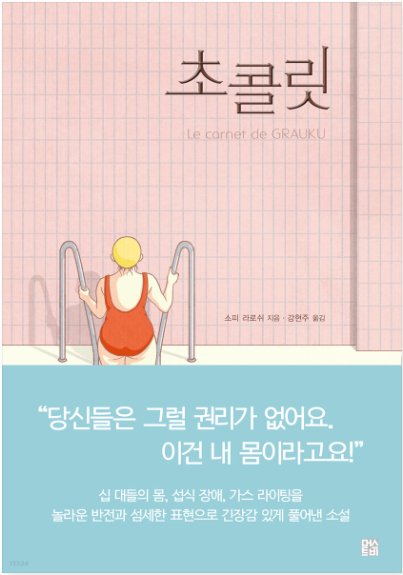 초콜릿
Le carnet de GRAUKU
소피 라로쉬 지음 · 강현주 옮김
“당신들은 그럴 권리가 없어요.
이건 내 몸이라고요!”
십 대들의 몸, 섭식 장애, 가스 라이팅을
놀라운 반전과 섬세한 표현으로 긴장감 있게 풀어낸 소설
머스
트비